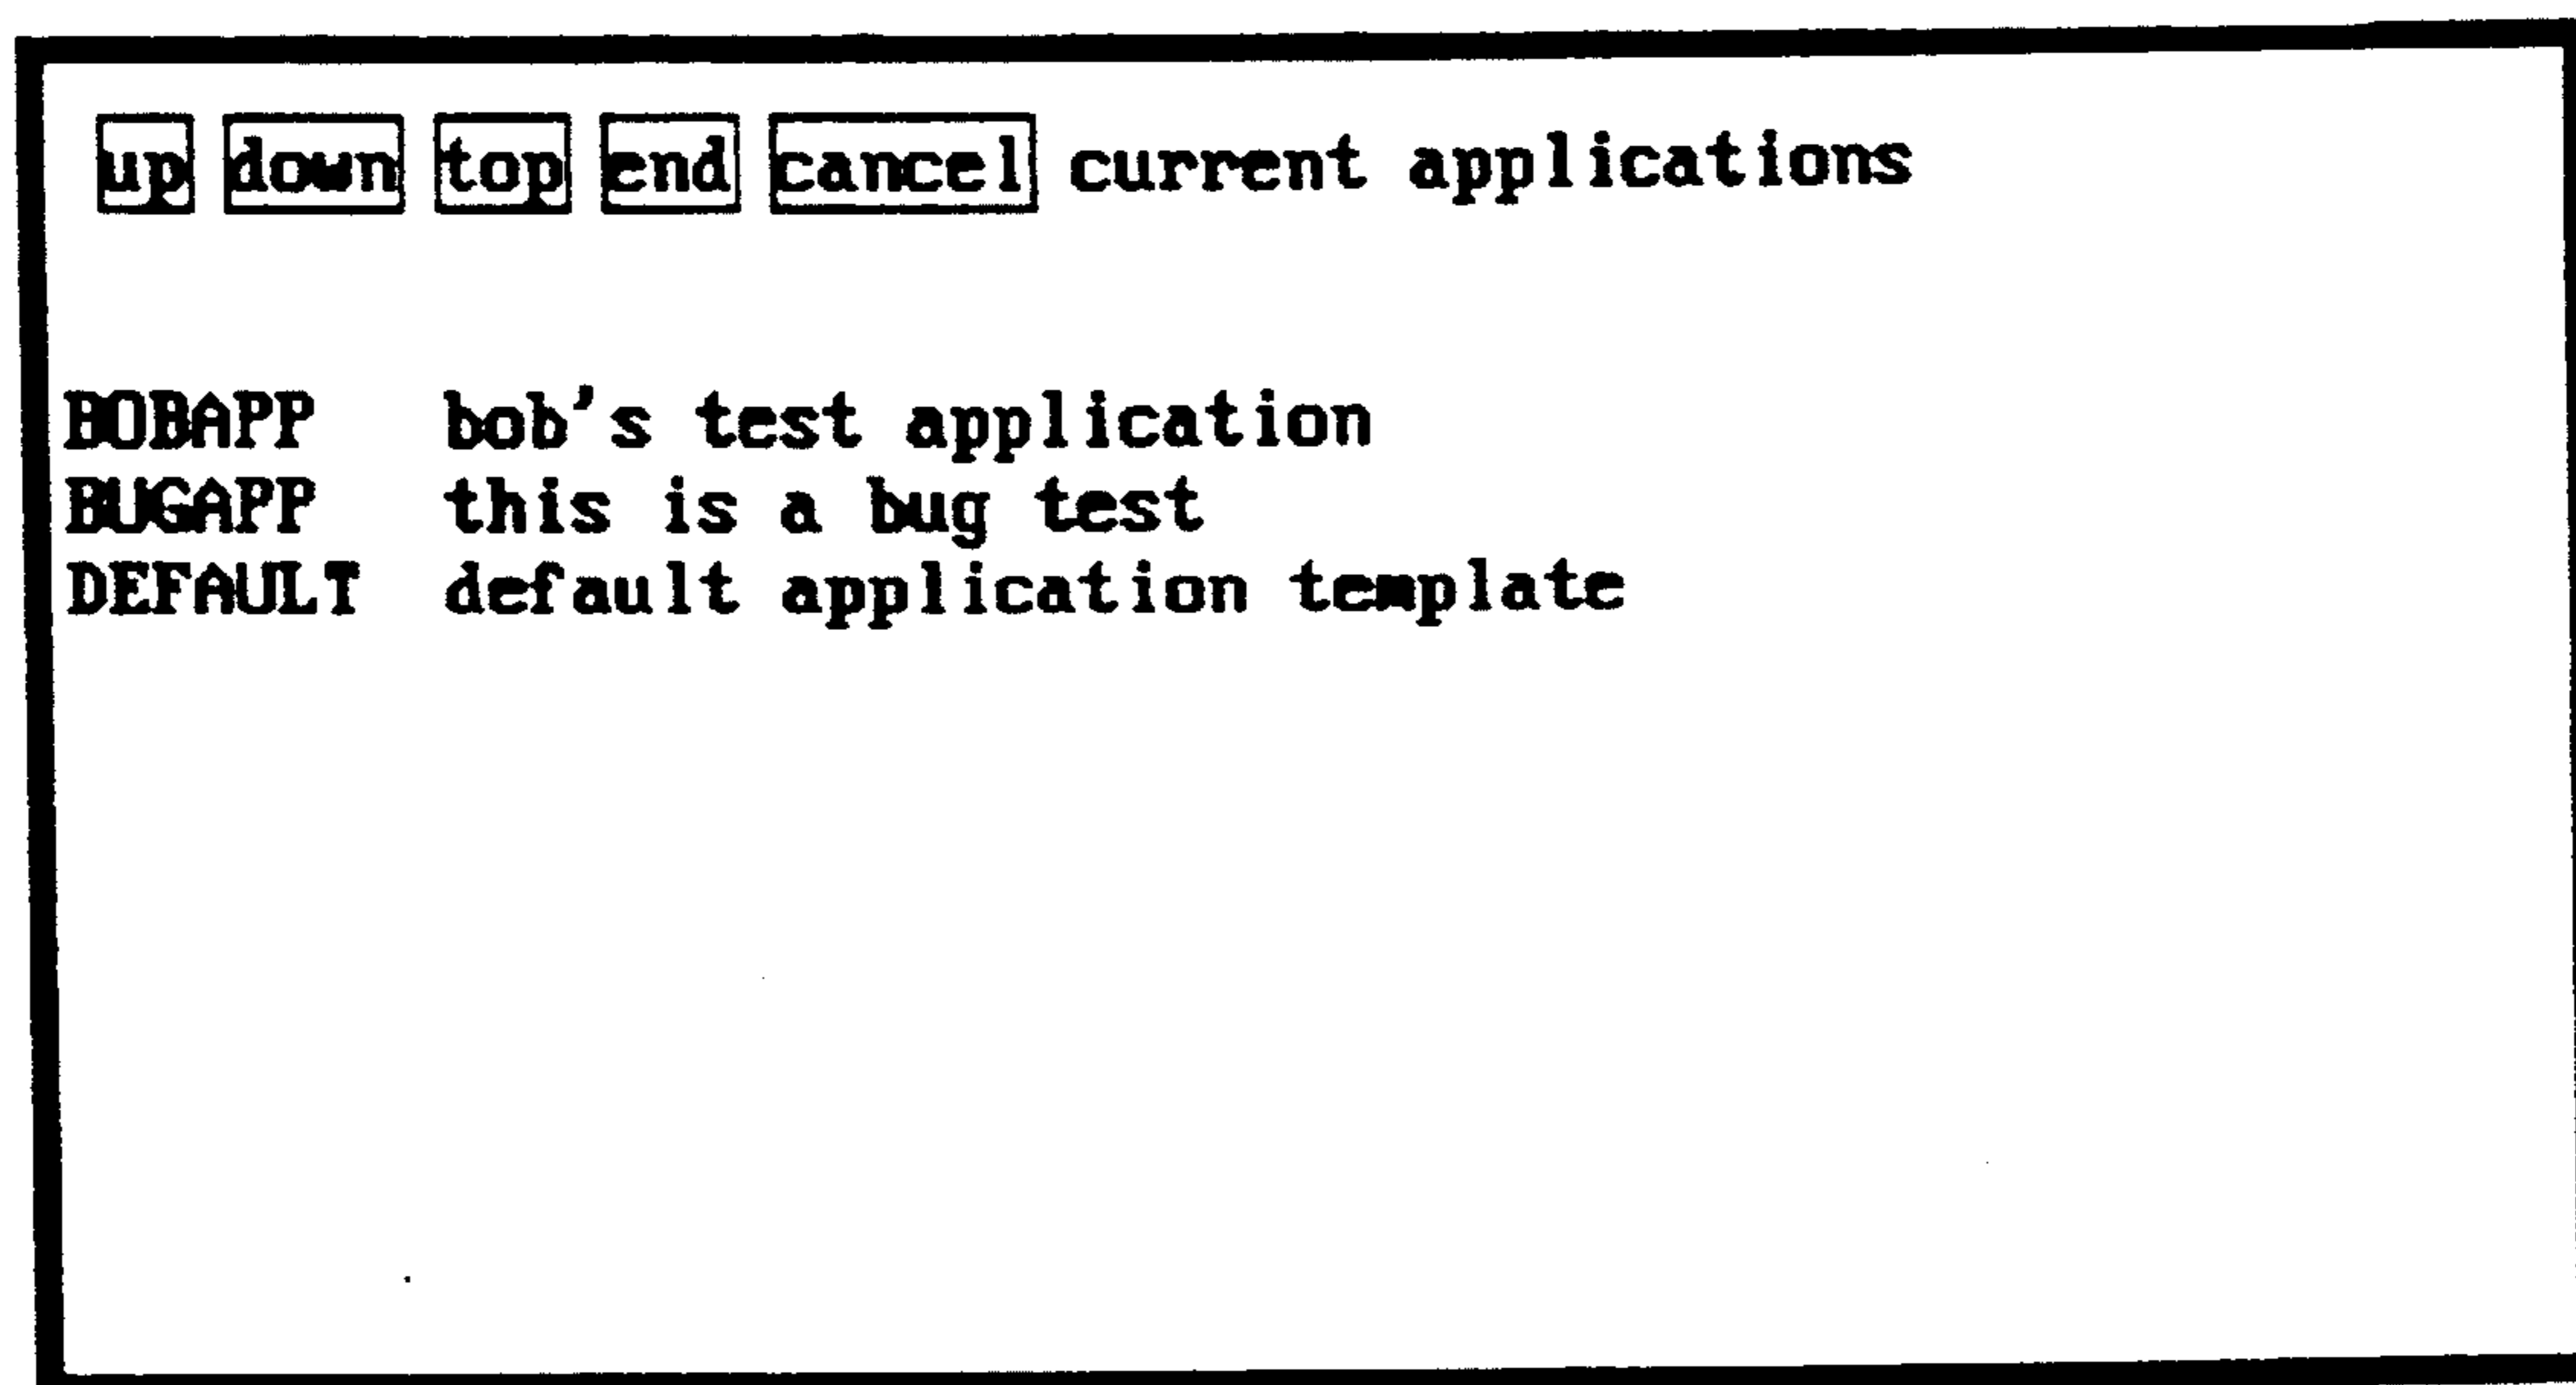 up down top end cancel current applications
BOBAPP bob's test application
BUGAPP this is a bug test
DEFAULT default application template